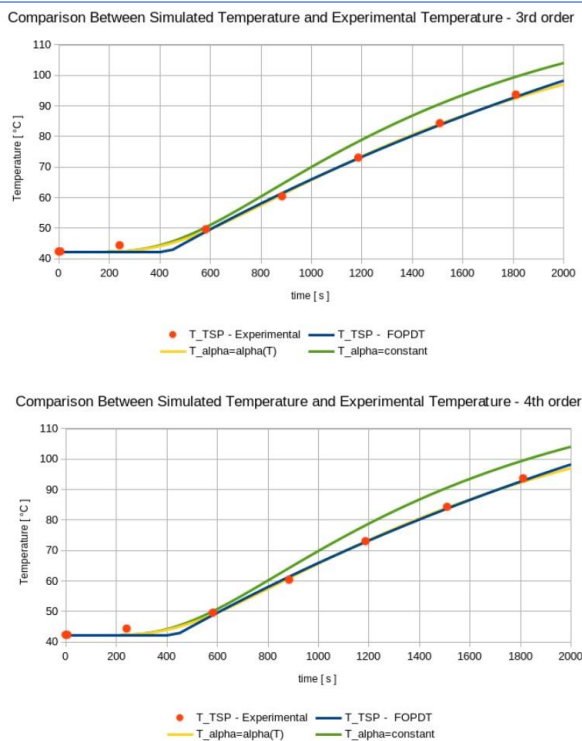 Comparison Between Simulated Temperature and Experimental Temperature - 3rd order
110
100
90
80
70
60
50
40
Temperature [ °C ]
0 200 400 600 800 1000 1200 1400 1600 1800 2000
time [ s ]
T_TSP - Experimental T_TSP - FOPDT
T_alpha=alpha(T) T_alpha=constant
Comparison Between Simulated Temperature and Experimental Temperature - 4th order
110
100
90
80
70
60
50
40
Temperature [ °C ]
0 200 400 600 800 1000 1200 1400 1600 1800 2000
time [ s ]
T_TSP - Experimental T_TSP - FOPDT
T_alpha=alpha(T) T_alpha=constant